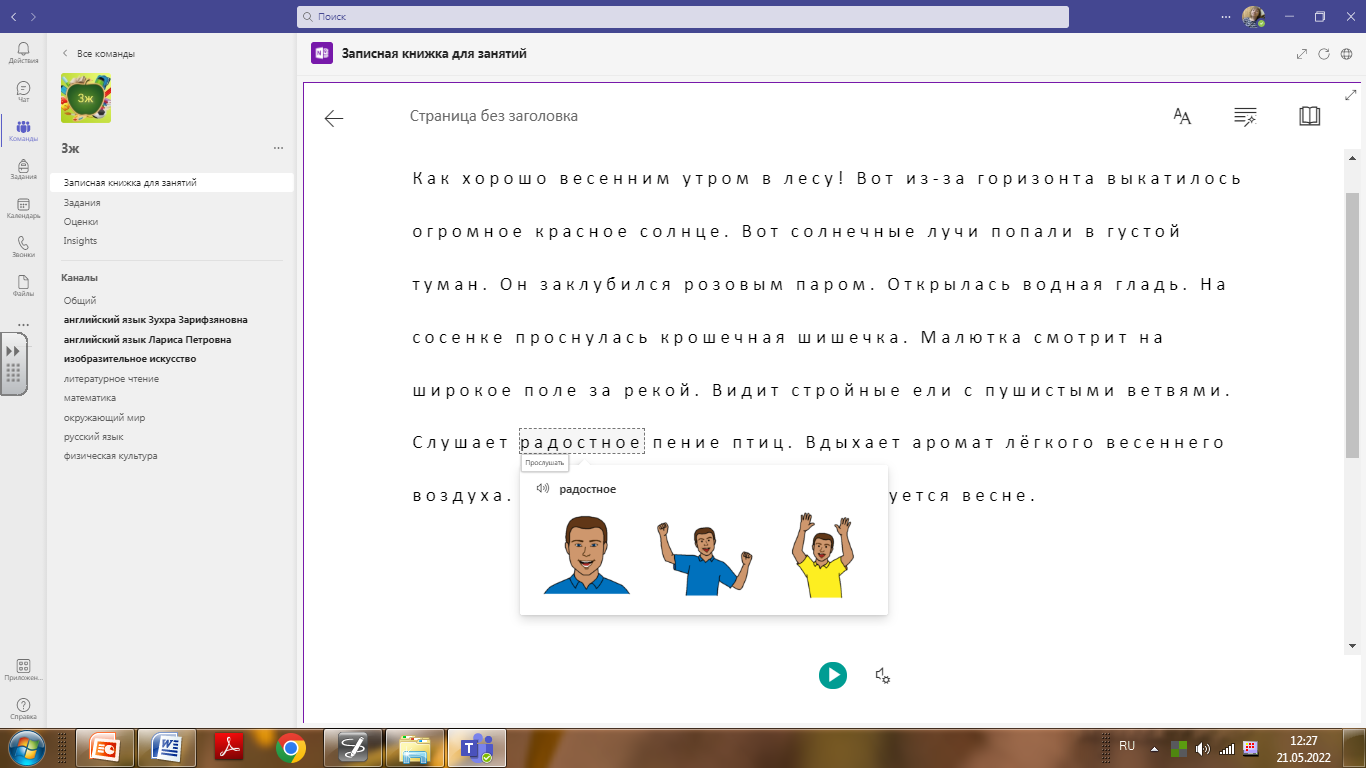 Поиск
Действия
Чат
Команды
Задания
Календарь
Звонки
Файлы
Приложен...
Справка
Все команды
3ж
3ж
Записная книжка для занятий
Задания
Оценки
Insights
Каналы
Общий
английский язык Зухра Зарифзяновна
английский язык Лариса Петровна
изобразительное искусство
литературное чтение
математика
окружающий мир
русский язык
физическая культура
Записная книжка для занятий
Страница без заголовка
Как хорошо весенним утром в лесу! Вот из-за горизонта выкатилось
огромное красное солнце. Вот солнечные лучи попали в густой
туман. Он заклубился розовым паром. Открылась водная гладь. На
сосенке проснулась крошечная шишечка. Малютка смотрит на
широкое поле за рекой. Видит стройные ели с пушистыми ветвями.
Слушает радостное пение птиц. Вдыхает аромат лёгкого весеннего
воздуха. уется весне.
Прослушать
радостное
RU
12:27
21.05.2022